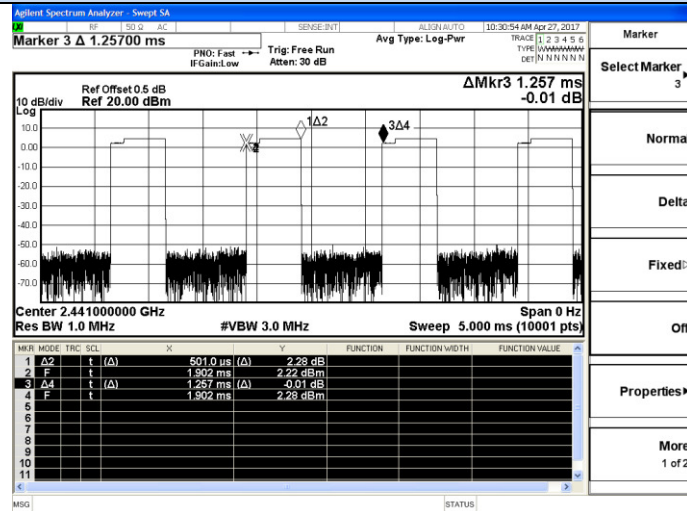 Agilent Spectrum Analyzer - Swept SA
RF 50 Ω AC SENSE:INT ALIGN AUTO 10:30:54 AM Apr 27, 2017
Marker 3 Δ 1.25700 ms
PNO: Fast
IFGain:Low
Trig: Free Run
Atten: 30 dB
Avg Type: Log-Pwr
TRACE 1 2 3 4 5 6
TYPE WWWWWW
DET N N N N N N
Ref Offset 0.5 dB
10 dB/div Ref 20.00 dBm
Log
ΔMkr3 1.257 ms
-0.01 dB
10.0
0.00
-10.0
-20.0
-30.0
-40.0
-50.0
-60.0
-70.0
1Δ2
3Δ4
Center 2.441000000 GHz Span 0 Hz
Res BW 1.0 MHz #VBW 3.0 MHz Sweep 5.000 ms (10001 pts)
MKR MODE TRC SCL X Y FUNCTION FUNCTION WIDTH FUNCTION VALUE
1 Δ2 t (Δ) 501.0 µs (Δ) 2.28 dB
2 F t 1.902 ms 2.22 dBm
3 Δ4 t (Δ) 1.257 ms (Δ) -0.01 dB
4 F t 1.902 ms 2.28 dBm
5
6
7
8
9
10
11
MSG STATUS
Marker
Select Marker
3
Norma
Delta
Fixed
Off
Properties
More
1 of 2